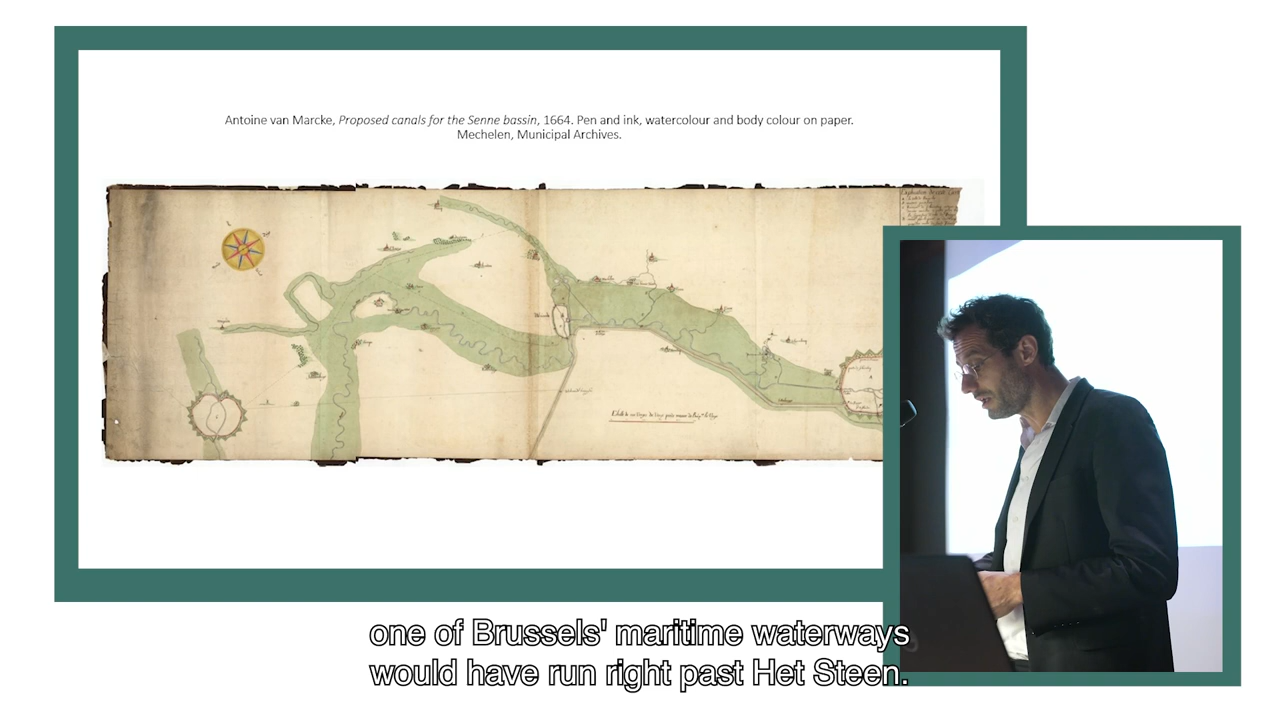 Antoine van Marcke, Proposed canals for the Senne bassin, 1664. Pen and ink, watercolour and body colour on paper.
Mechelen, Municipal Archives.
one of Brussels' maritime waterways
would have run right past Het Steen.